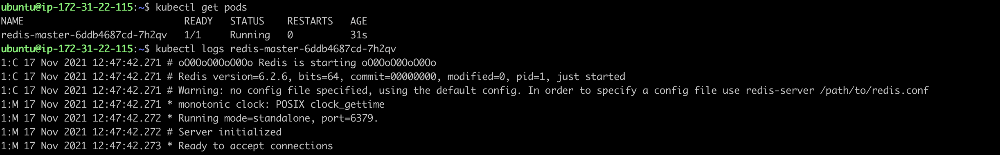 ubuntu@ip-172-31-22-115:~$ kubectl get pods
NAME                            READY   STATUS    RESTARTS   AGE
redis-master-6ddb4687cd-7h2qv   1/1     Running   0          31s
ubuntu@ip-172-31-22-115:~$ kubectl logs redis-master-6ddb4687cd-7h2qv
1:C 17 Nov 2021 12:47:42.271 # oO0OoO0OoO0Oo Redis is starting oO0OoO0OoO0Oo
1:C 17 Nov 2021 12:47:42.271 # Redis version=6.2.6, bits=64, commit=00000000, modified=0, pid=1, just started
1:C 17 Nov 2021 12:47:42.271 # Warning: no config file specified, using the default config. In order to specify a config file use redis-server /path/to/redis.conf
1:M 17 Nov 2021 12:47:42.271 * monotonic clock: POSIX clock_gettime
1:M 17 Nov 2021 12:47:42.272 * Running mode=standalone, port=6379.
1:M 17 Nov 2021 12:47:42.272 # Server initialized
1:M 17 Nov 2021 12:47:42.273 * Ready to accept connections